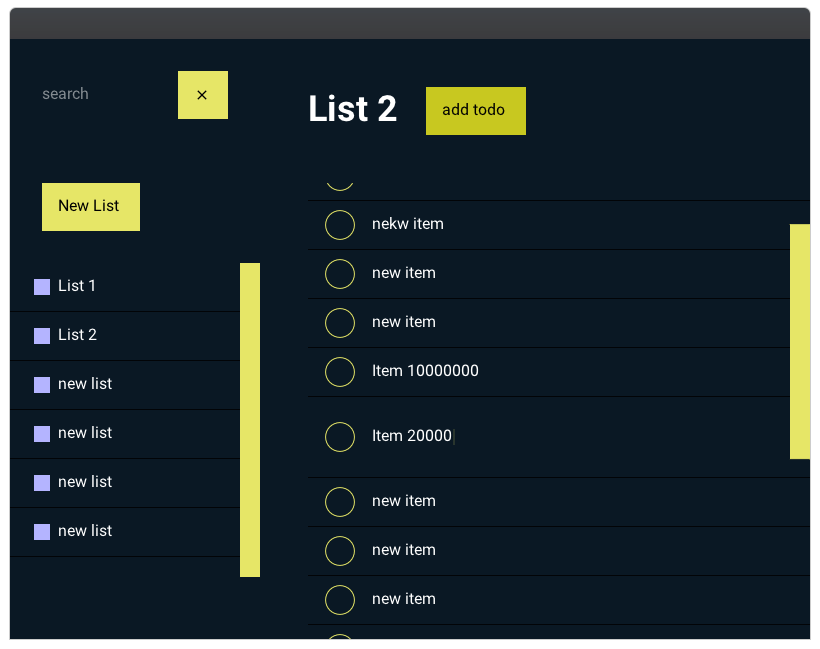 search
×
New List
List 1
List 2
new list
new list
new list
new list
List 2
add todo
nekw item
new item
new item
Item 10000000
Item 20000
new item
new item
new item